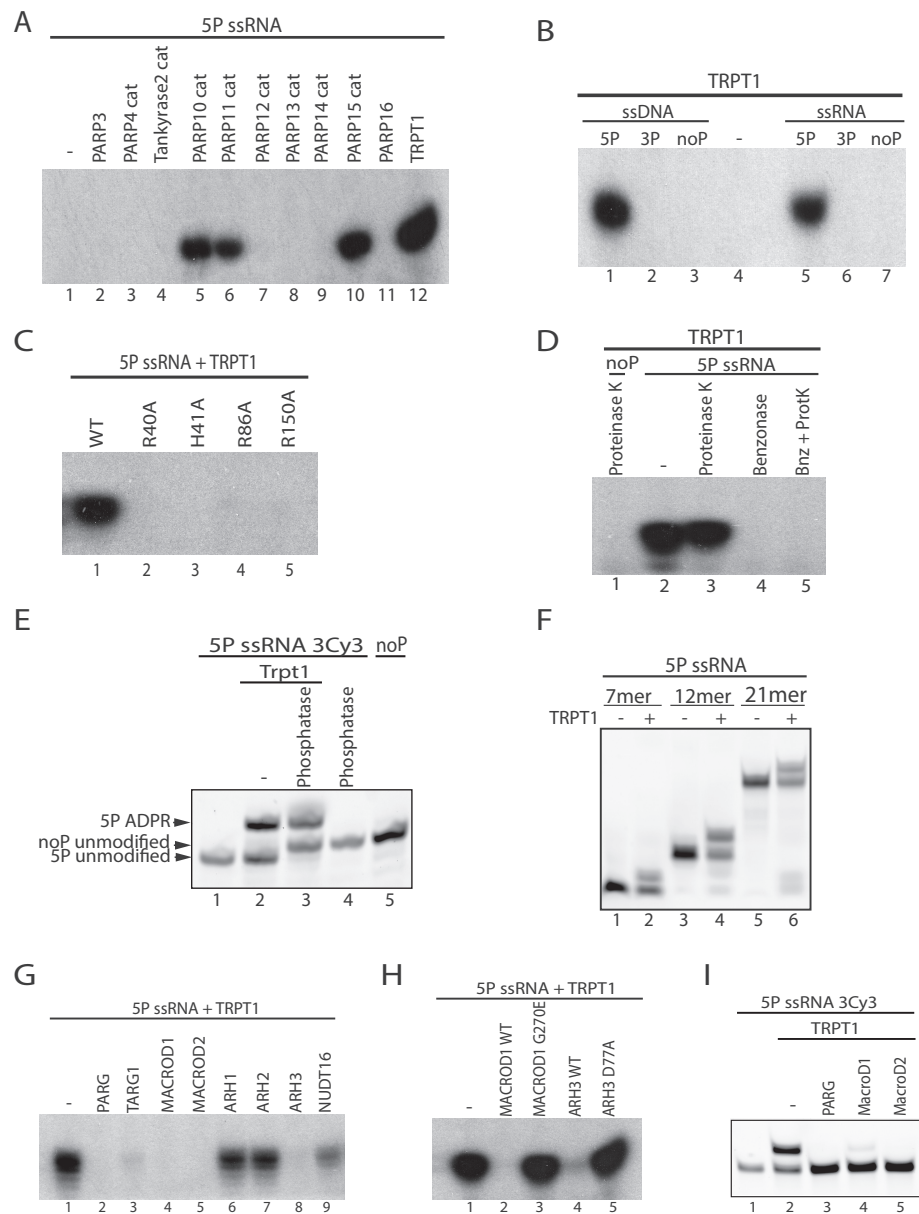 A
5P ssRNA
-
PARP3
PARP4 cat
Tankyrase2 cat
PARP10 cat
PARP11 cat
PARP12 cat
PARP13 cat
PARP14 cat
PARP15 cat
PARP16
TRPT1
1 2 3 4 5 6 7 8 9 10 11 12
B
TRPT1
ssDNA ssRNA
5P 3P noP - 5P 3P noP
1 2 3 4 5 6 7
C
5P ssRNA + TRPT1
WT
R40A
H41A
R86A
R150A
1 2 3 4 5
D
TRPT1
noP 5P ssRNA
Proteinase K
-
Proteinase K
Benzonase
Bnz + ProtK
1 2 3 4 5
E
5P ssRNA 3Cy3 noP
Trpt1
-
Phosphatase
Phosphatase
5P ADPR
noP unmodified
5P unmodified
1 2 3 4 5
F
5P ssRNA
7mer 12mer 21mer
TRPT1 - + - + - +
1 2 3 4 5 6
G
5P ssRNA + TRPT1
-
PARG
TARG1
MACROD1
MACROD2
ARH1
ARH2
ARH3
NUDT16
1 2 3 4 5 6 7 8 9
H
5P ssRNA + TRPT1
-
MACROD1 WT
MACROD1 G270E
ARH3 WT
ARH3 D77A
1 2 3 4 5
I
5P ssRNA 3Cy3
TRPT1
-
PARG
MacroD1
MacroD2
1 2 3 4 5